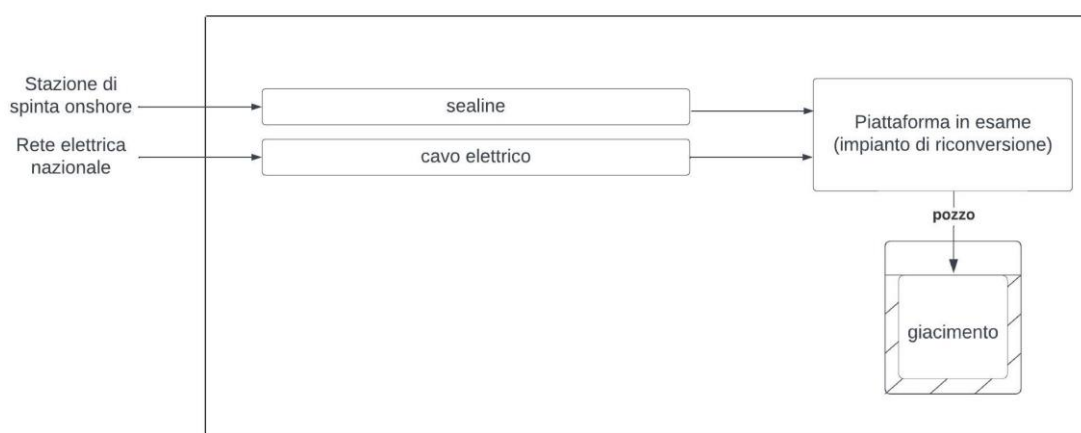 Stazione di
spinta onshore
sealine
Rete elettrica
nazionale
cavo elettrico
Piattaforma in esame
(impianto di riconversione)
pozzo
giacimento